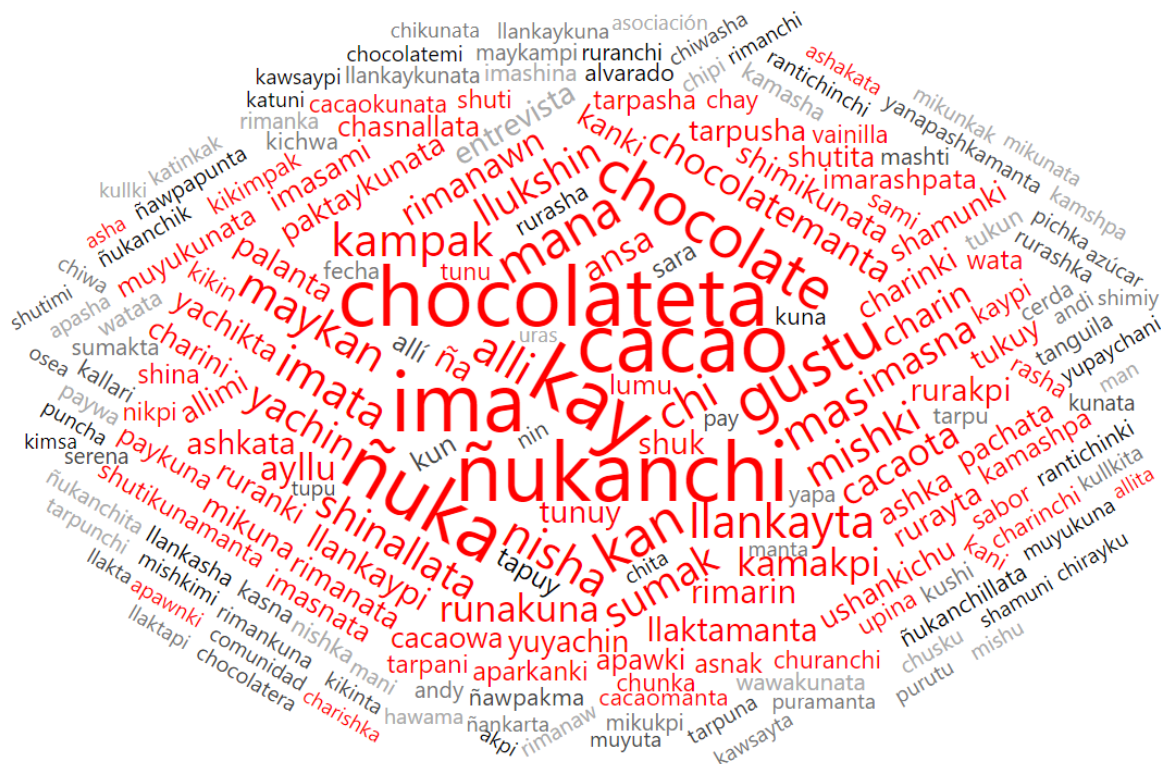 chikunata llankaykuna asociación
chocolatemi maykampi ruranchi chiwasha rimanchi
kawsaypi llankaykunata imashina alvarado chipi kamasha rantichinchi ashakata
katuni cacaokunata shuti entrevista tarpasha chay yanapashkamanta mikunkak mikunata
rimanka chasnallata kanki tarpusha vainilla
kichwa rimanawn llukshin chocolatemanta shimikunata shutita mashti kamshpa
katinkak kikimpak imasami paktaykunata chocolate imarashpata
kullki ñawpapunta rurasha mana sami shamunki pichka azúcar
asha ñukanchik muyukunata palanta kampak ansa tukun rurashka
chiwa kikin fecha tunu sara charinki wata
shutimi apasha watata yachikta maykan chocolateta kaypi cerda andi shimiy
sumakta charini allí ña alli uras kuna cacao gustu charin tukuy tanguila yupaychani
osea kallari shina imata ima kay lumu chi masimasna rasha man
paywa nikpi allimi yachin pay rurakpi tarpu kunata
puncha kimsa serena paykuna ashkata kun nin shuk mishki pachata
ayllu ñuka ñukanchi cacaota ashka kamashpa rantichinki kullkita
shutikunamanta ruranki tupu yapa rurayta sabor allita
ñukanchita tarpunchi mikuna shinallata tunuy kan llankayta charinchi muyukuna
llankasha rimanata llankaypi nisha tapuy chita manta kamakpi ushankichu kani chirayku
llakta mishkimi kasna imasnata runakuna sumak rimarin upina kushi shamuni
apawnki rimankuna nishka cacaowa yuyachin llaktamanta ñukanchillata
llaktapi comunidad mani tarpani aparkanki apawki asnak churanchi chusku mishu
chocolatera kikinta andy ñawpakma chunka cacaomanta wawakunata purutu
charishka hawama ñankarta mikukpi puramanta
akpi rimanaw muyuta tarpuna kawsayta